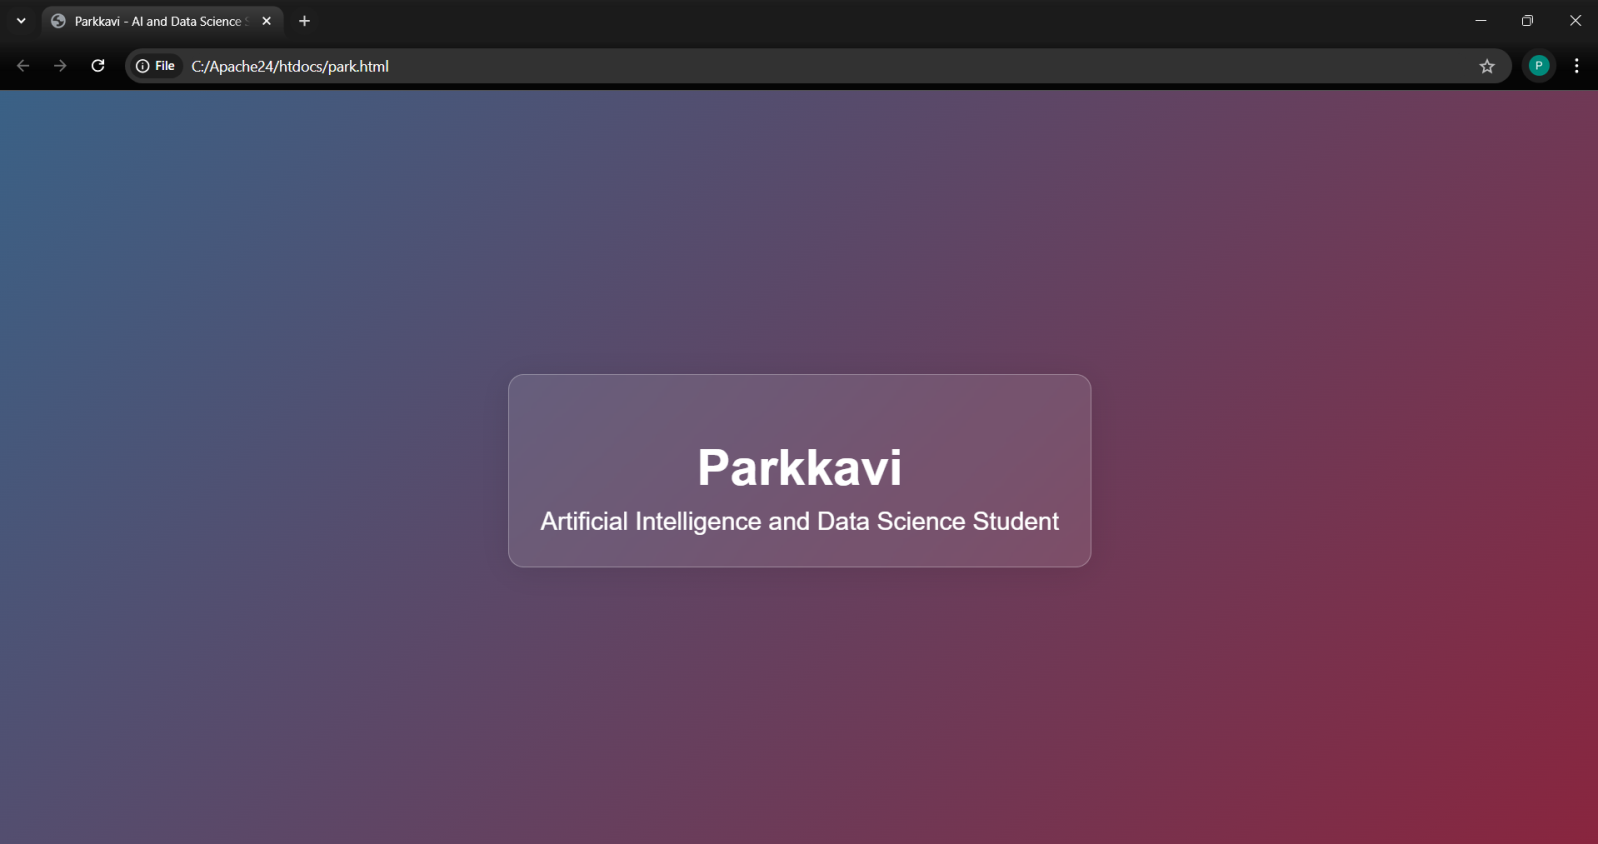 Parkkavi - AI and Data Science
File C:/Apache24/htdocs/park.html
P
Parkkavi
Artificial Intelligence and Data Science Student